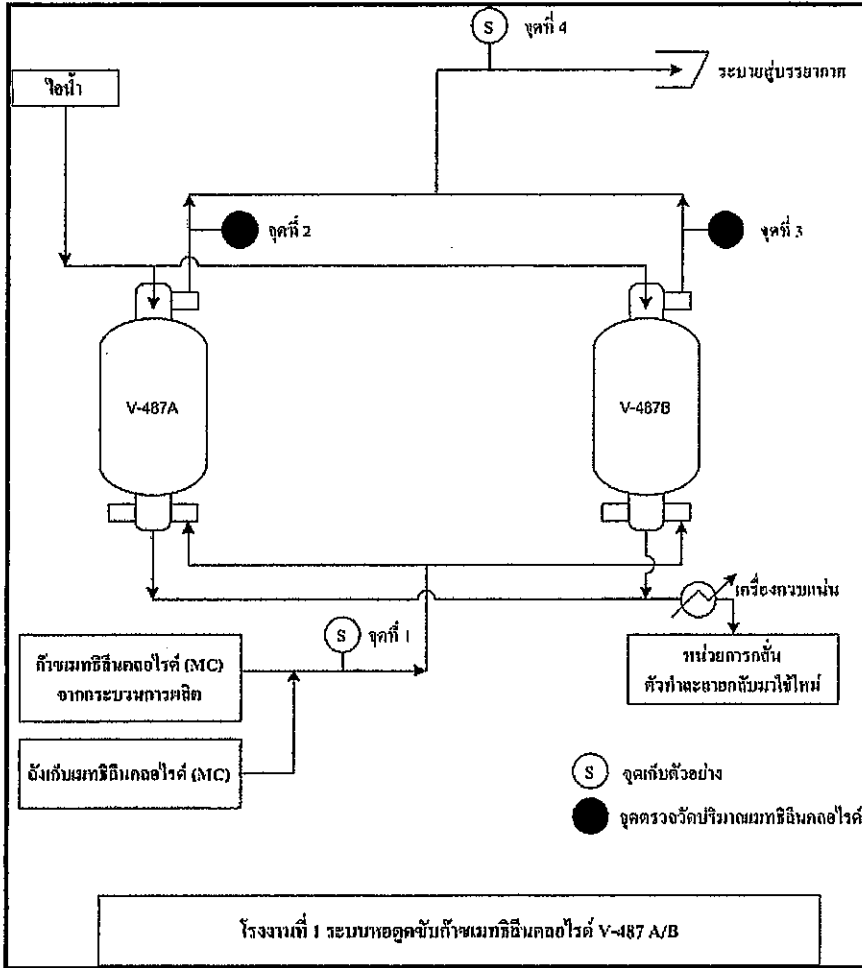 S จุดที่ 4
ไอน้ำ
ระบายสู่บรรยากาศ
จุดที่ 2
จุดที่ 3
V-487A
V-487B
เครื่องควบแน่น
S จุดที่ 1
ก๊าซเมทธิลีนคลอไรด์ (MC)
จากกระบวนการผลิต
หน่วยการกลั่น
ตัวทำละลายกลับมาใช้ใหม่
ถังเก็บเมทธิลีนคลอไรด์ (MC)
S จุดเก็บตัวอย่าง
จุดตรวจวัดปริมาณเมทธิลีนคลอไรด์
โรงงานที่ 1 ระบบหอดูดซับก๊าซเมทธิลีนคลอไรด์ V-487 A/B